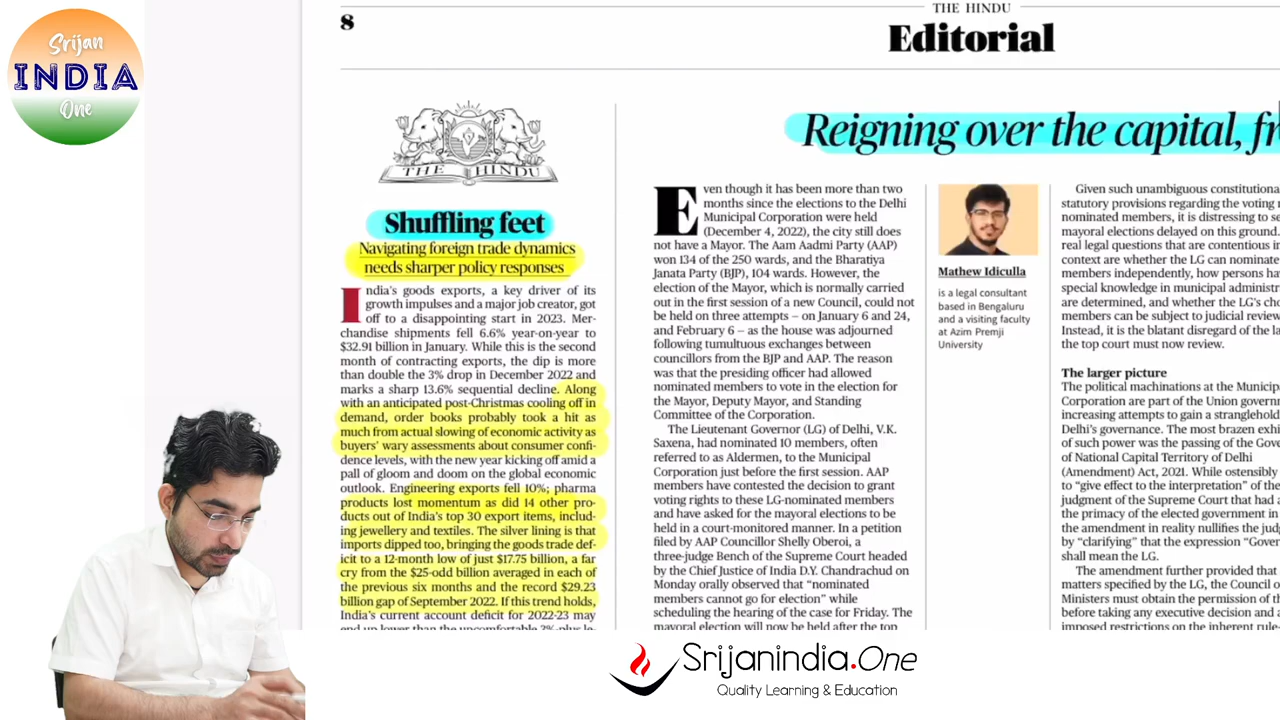 Srijan
INDIA
One
8
THE HINDU
Editorial
THE HINDU
Shuffling feet
Navigating foreign trade dynamics
needs sharper policy responses
India's goods exports, a key driver of its
growth impulses and a major job creator, got
off to a disappointing start in 2023. Mer-
chandise shipments fell 6.6% year-on-year to
$32.91 billion in January. While this is the second
month of contracting exports, the dip is more
than double the 3% drop in December 2022 and
marks a sharp 13.6% sequential decline. Along
with an anticipated post-Christmas cooling off in
demand, order books probably took a hit as
much from actual slowing of economic activity as
buyers' wary assessments about consumer confi-
dence levels, with the new year kicking off amid a
pall of gloom and doom on the global economic
outlook. Engineering exports fell 10%; pharma
products lost momentum as did 14 other pro-
ducts out of India's top 30 export items, includ-
ing jewellery and textiles. The silver lining is that
imports dipped too, bringing the goods trade def-
icit to a 12-month low of just $17.75 billion, a far
cry from the $25-odd billion averaged in each of
the previous six months and the record $29.23
billion gap of September 2022. If this trend holds,
India's current account deficit for 2022-23 may
end up lower than the uncomfortable 3%-plus le-
Reigning over the capital, fr
Even though it has been more than two
months since the elections to the Delhi
Municipal Corporation were held
(December 4, 2022), the city still does
not have a Mayor. The Aam Aadmi Party (AAP)
won 134 of the 250 wards, and the Bharatiya
Janata Party (BJP), 104 wards. However, the
election of the Mayor, which is normally carried
out in the first session of a new Council, could not
be held on three attempts – on January 6 and 24,
and February 6 – as the house was adjourned
following tumultuous exchanges between
councillors from the BJP and AAP. The reason
was that the presiding officer had allowed
nominated members to vote in the election for
the Mayor, Deputy Mayor, and Standing
Committee of the Corporation.
The Lieutenant Governor (LG) of Delhi, V.K.
Saxena, had nominated 10 members, often
referred to as Aldermen, to the Municipal
Corporation just before the first session. AAP
members have contested the decision to grant
voting rights to these LG-nominated members
and have asked for the mayoral elections to be
held in a court-monitored manner. In a petition
filed by AAP Councillor Shelly Oberoi, a
three-judge Bench of the Supreme Court headed
by the Chief Justice of India D.Y. Chandrachud on
Monday orally observed that “nominated
members cannot go for election” while
scheduling the hearing of the case for Friday. The
mayoral election will now be held after the top
Mathew Idiculla
is a legal consultant
based in Bengaluru
and a visiting faculty
at Azim Premji
University
Given such unambiguous constitutiona
statutory provisions regarding the voting r
nominated members, it is distressing to se
mayoral elections delayed on this ground.
real legal questions that are contentious i
context are whether the LG can nominate
members independently, how persons hav
special knowledge in municipal administr
are determined, and whether the LG's cho
members can be subject to judicial review
Instead, it is the blatant disregard of the la
the top court must now review.
The larger picture
The political machinations at the Municipa
Corporation are part of the Union governm
increasing attempts to gain a stranglehold
Delhi's governance. The most brazen exhi
of such power was the passing of the Gove
of National Capital Territory of Delhi
(Amendment) Act, 2021. While ostensibly
to “give effect to the interpretation” of the
judgment of the Supreme Court that had a
the primacy of the elected government in
the amendment in reality nullifies the judg
by “clarifying” that the expression “Gover
shall mean the LG.
The amendment further provided that
matters specified by the LG, the Council o
Ministers must obtain the permission of th
before taking any executive decision and a
imposed restrictions on the inherent rule-
Srijanindia.One
Quality Learning & Education